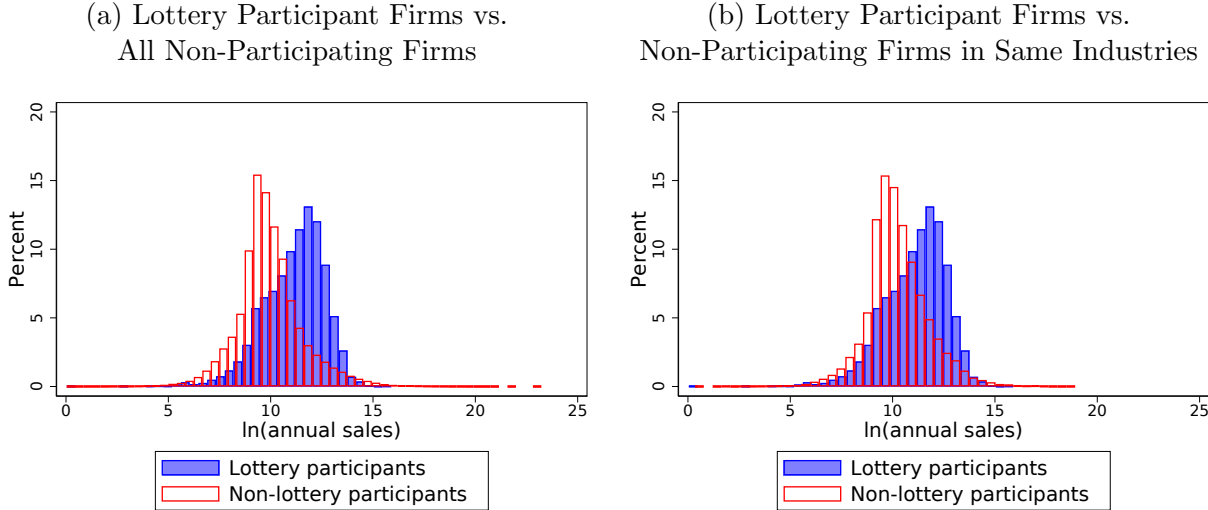 (a) Lottery Participant Firms vs.
All Non-Participating Firms
20
15
10
5
0
Percent
0 5 10 15 20 25
ln(annual sales)
Lottery participants
Non-lottery participants
(b) Lottery Participant Firms vs.
Non-Participating Firms in Same Industries
20
15
10
5
0
Percent
0 5 10 15 20 25
ln(annual sales)
Lottery participants
Non-lottery participants